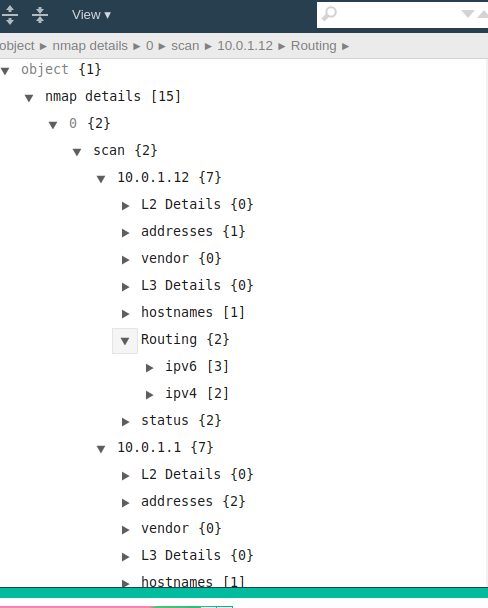 View ▾
object ► nmap details ► 0 ► scan ► 10.0.1.12 ► Routing ►
object {1}
nmap details [15]
0 {2}
scan {2}
10.0.1.12 {7}
L2 Details {0}
addresses {1}
vendor {0}
L3 Details {0}
hostnames [1]
Routing {2}
ipv6 [3]
ipv4 [2]
status {2}
10.0.1.1 {7}
L2 Details {0}
addresses {2}
vendor {0}
L3 Details {0}
hostnames [1]